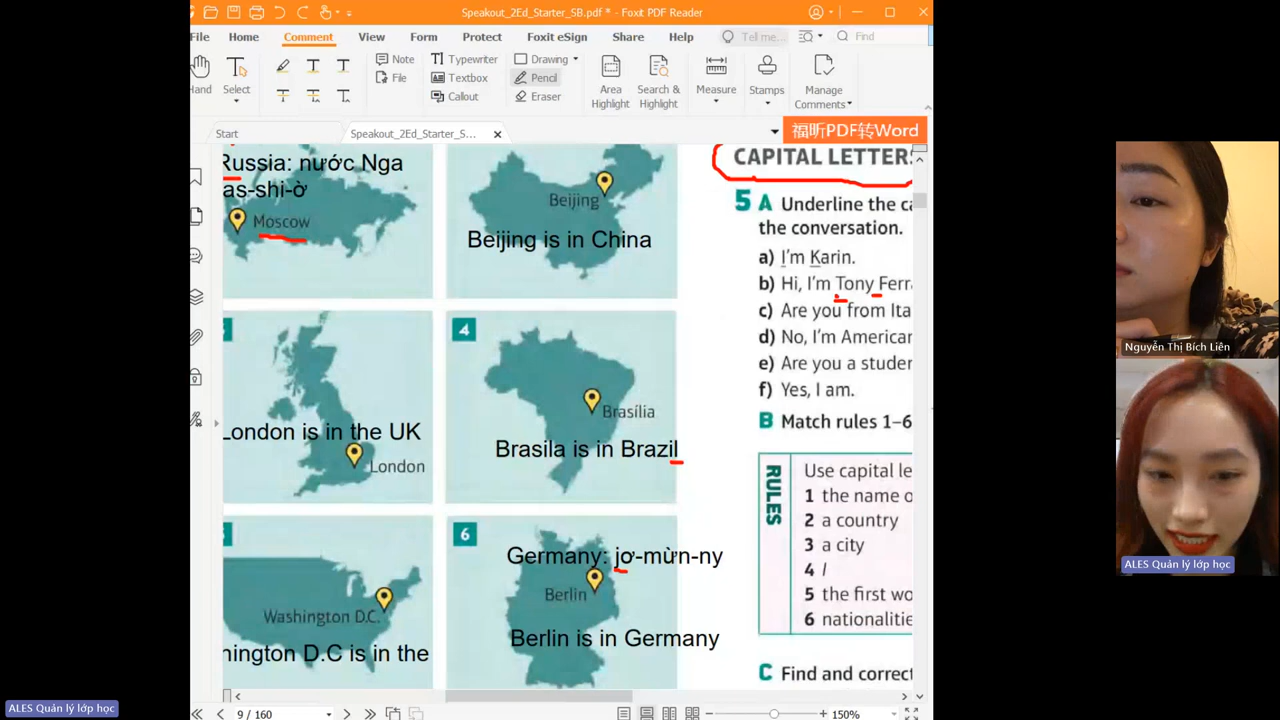 Speakout_2Ed_Starter_SB.pdf * - Foxit PDF Reader
File Home Comment View Form Protect Foxit eSign Share Help Tell me... Find
Hand Select
Note
File
Typewriter
Textbox
Callout
Drawing
Pencil
Eraser
Area Highlight
Search & Highlight
Measure
Stamps
Manage Comments
Start
Speakout_2Ed_Starter_S...
福昕PDF转Word
Russia: nước Nga
as-shi-ờ
Moscow
Beijing
Beijing is in China
London is in the UK
London
4
Brasília
Brasila is in Brazil
Washington D.C.
hington D.C is in the
6
Germany: jơ-mừn-ny
Berlin
Berlin is in Germany
CAPITAL LETTERS
5 A Underline the ca
the conversation.
a) I'm Karin.
b) Hi, I'm Tony Ferr
c) Are you from Ita
d) No, I'm American
e) Are you a studen
f) Yes, I am.
B Match rules 1–6
RULES
Use capital le
1 the name o
2 a country
3 a city
4 I
5 the first wo
6 nationalitie
C Find and correct
9 / 160
150%
Nguyễn Thị Bích Liên
ALES Quản lý lớp học
ALES Quản lý lớp học